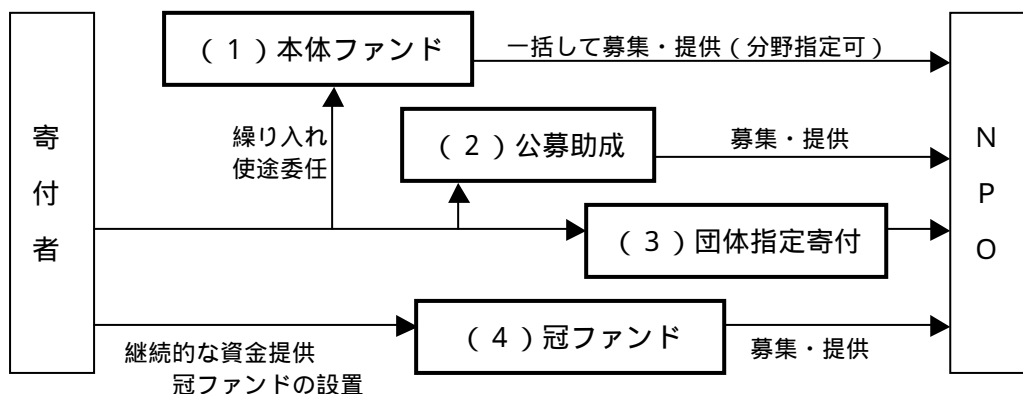 (1)本体ファンド
一括して募集・提供(分野指定可)
寄付者
繰り入れ
使途委任
(2)公募助成
募集・提供
NPO
(3)団体指定寄付
(4)冠ファンド
継続的な資金提供
冠ファンドの設置
募集・提供